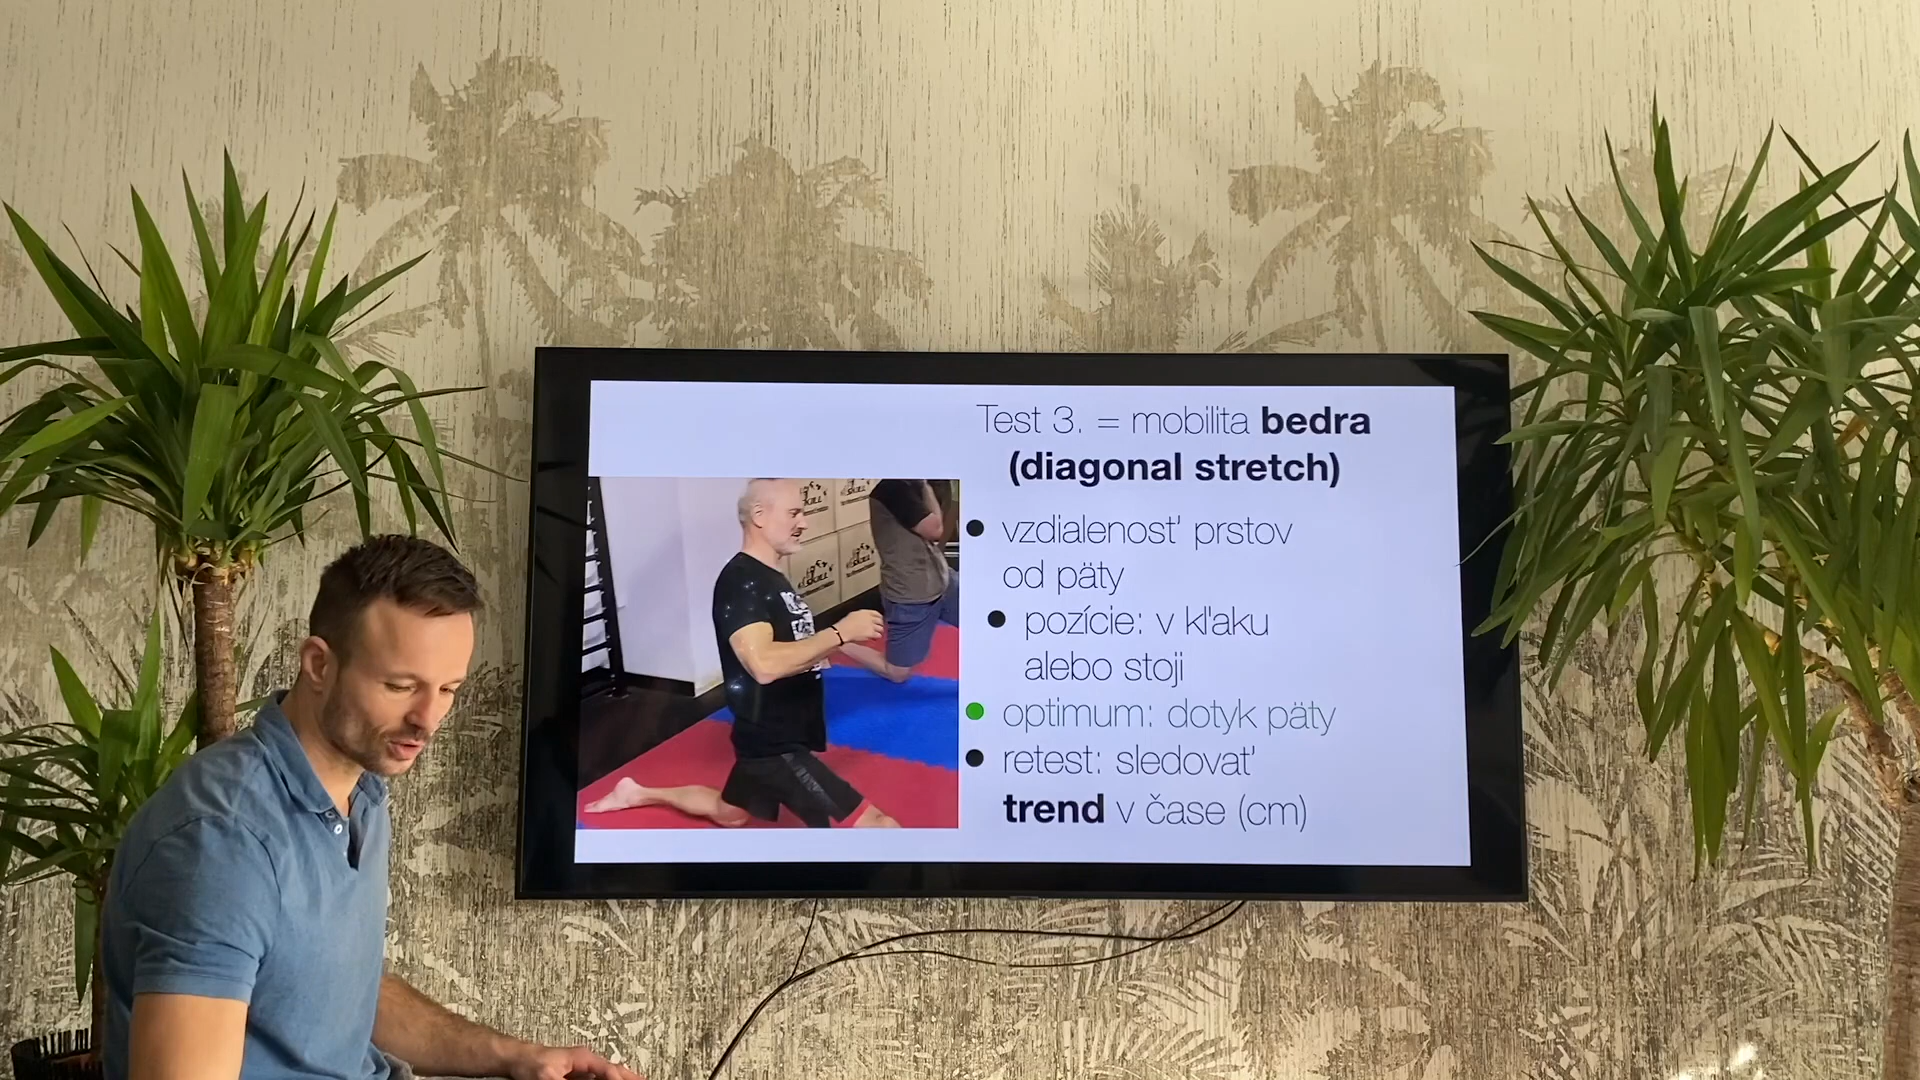 Test 3. = mobilita bedra
(diagonal stretch)
vzdialenosť prstov
od päty
pozície: v kľaku
alebo stoji
optimum: dotyk päty
retest: sledovať
trend v čase (cm)